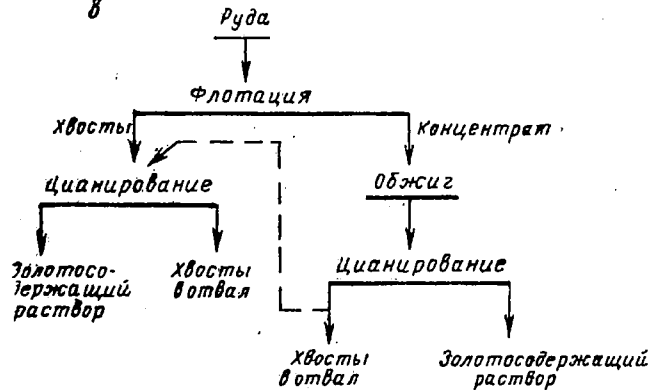 в
Руда
Флотация
Хвосты
Концентрат
Цианирование
Обжиг
Золотосо-
держащий
раствор
Хвосты
в отвал
Цианирование
Хвосты
в отвал
Золотосодержащий
раствор